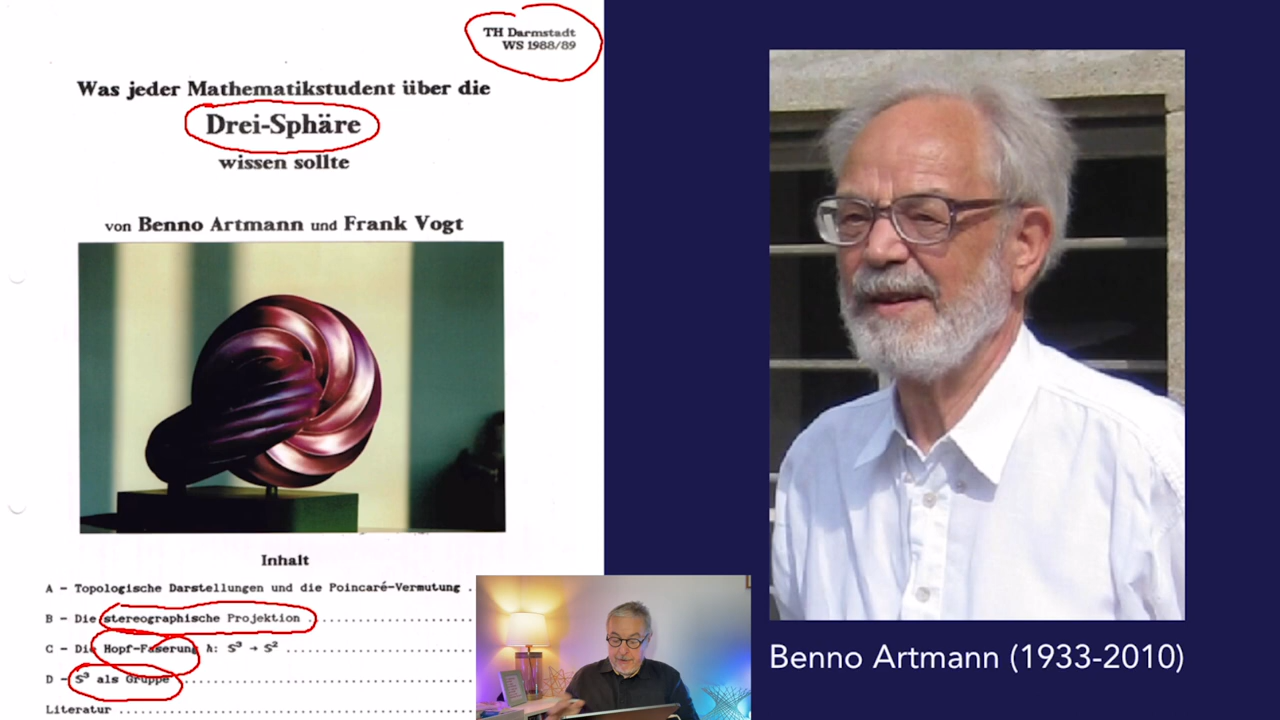 TH Darmstadt
WS 1988/89
Was jeder Mathematikstudent über die
Drei-Sphäre
wissen sollte
von Benno Artmann und Frank Vogt
Inhalt
A - Topologische Darstellungen und die Poincaré-Vermutung .
B - Die stereographische Projektion ....................
C - Die Hopf-Faserung h: S³ → S² ........................
D - S³ als Gruppe .....................................
Literatur .............................................
Benno Artmann (1933-2010)